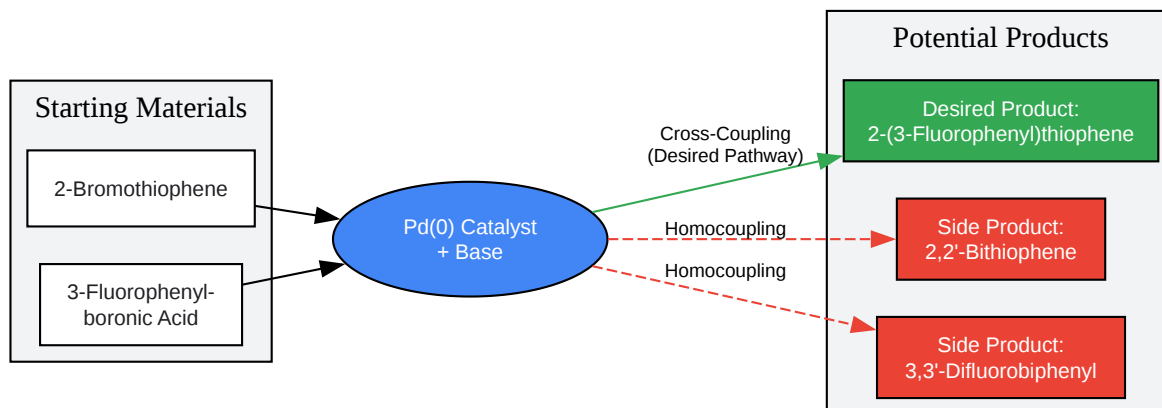 Potential Products
Starting Materials
Desired Product:
2-(3-Fluorophenyl)thiophene
Cross-Coupling
(Desired Pathway)
2-Bromothiophene
Pd(0) Catalyst
+ Base
Homocoupling
Side Product:
2,2'-Bithiophene
Homocoupling
3-Fluorophenyl-
boronic Acid
Side Product:
3,3'-Difluorobiphenyl